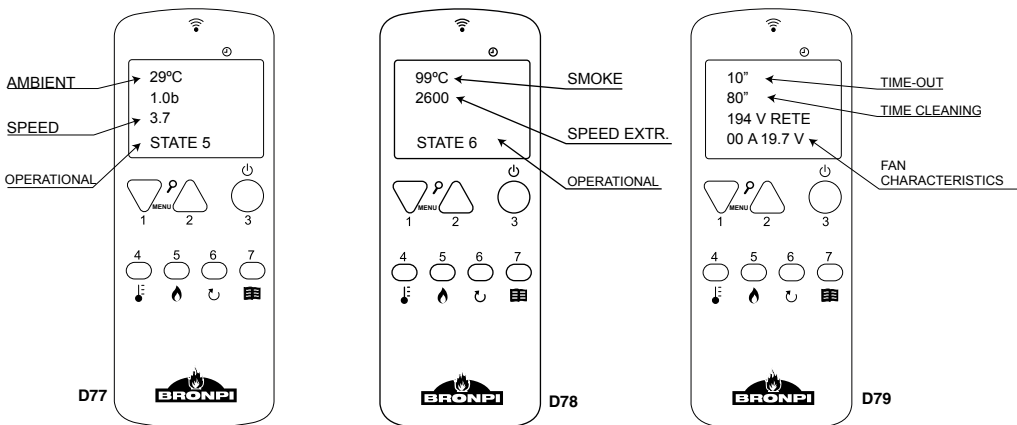 AMBIENT
SPEED
OPERATIONAL
29ºC
1.0b
3.7
STATE 5
MENU
1 2 3
4 5 6 7
BRONPI
D77
99ºC
2600
STATE 6
SMOKE
SPEED EXTR.
OPERATIONAL
MENU
1 2 3
4 5 6 7
BRONPI
D78
10”
80”
194 V RETE
00 A 19.7 V
TIME-OUT
TIME CLEANING
FAN
CHARACTERISTICS
MENU
1 2 3
4 5 6 7
BRONPI
D79